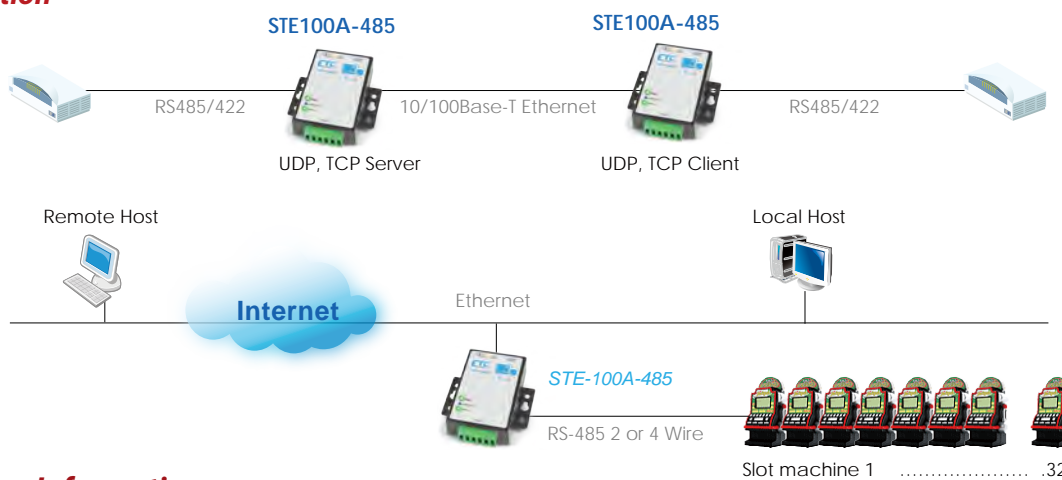 STE100A-485 STE100A-485
RS485/422 10/100Base-T Ethernet RS485/422
UDP, TCP Server UDP, TCP Client
Remote Host Local Host
Internet
Ethernet
STE-100A-485
RS-485 2 or 4 Wire
Slot machine 1 ..................... .32